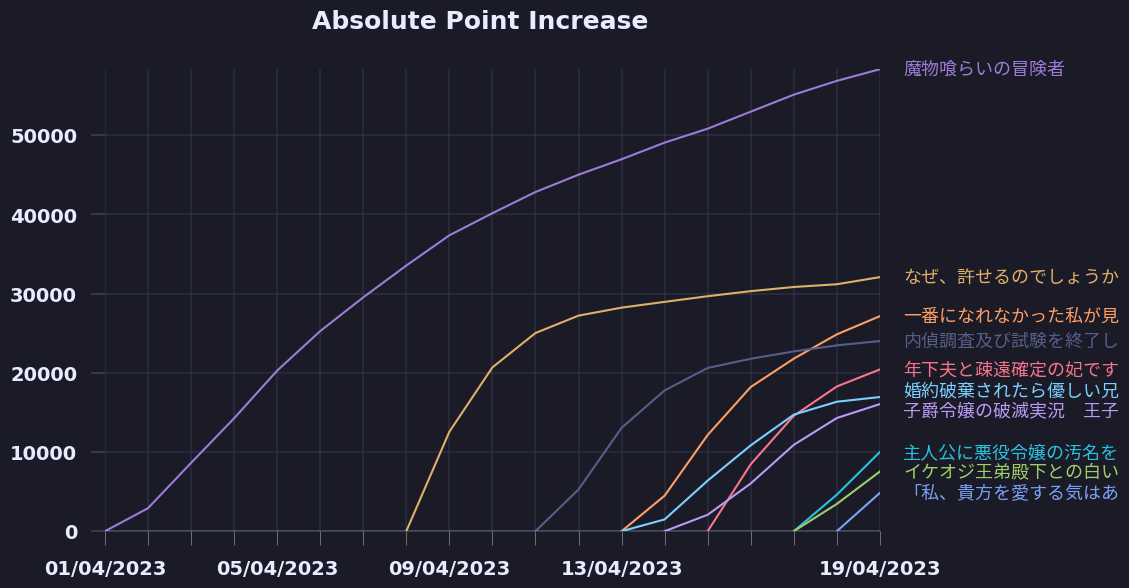 Absolute Point Increase
魔物喰らいの冒険者
50000
40000
なぜ、許せるのでしょうか
30000
一番になれなかった私が見
内偵調査及び試験を終了し
20000
年下夫と疎遠確定の妃です
婚約破棄されたら優しい兄
子爵令嬢の破滅実況　王子
10000
主人公に悪役令嬢の汚名を
イケオジ王弟殿下との白い
「私、貴方を愛する気はあ
0
01/04/2023 05/04/2023 09/04/2023 13/04/2023 19/04/2023